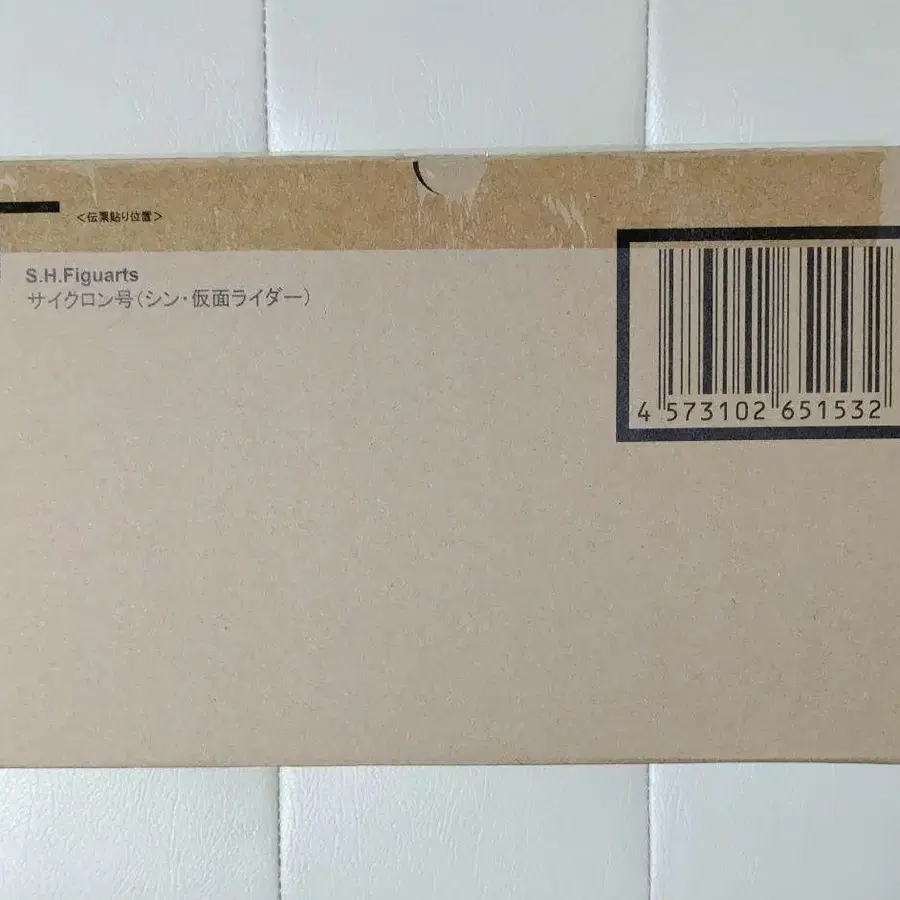 <伝票貼り位置>
S.H.Figuarts
サイクロン号(シン・仮面ライダー)
4 573102 651532